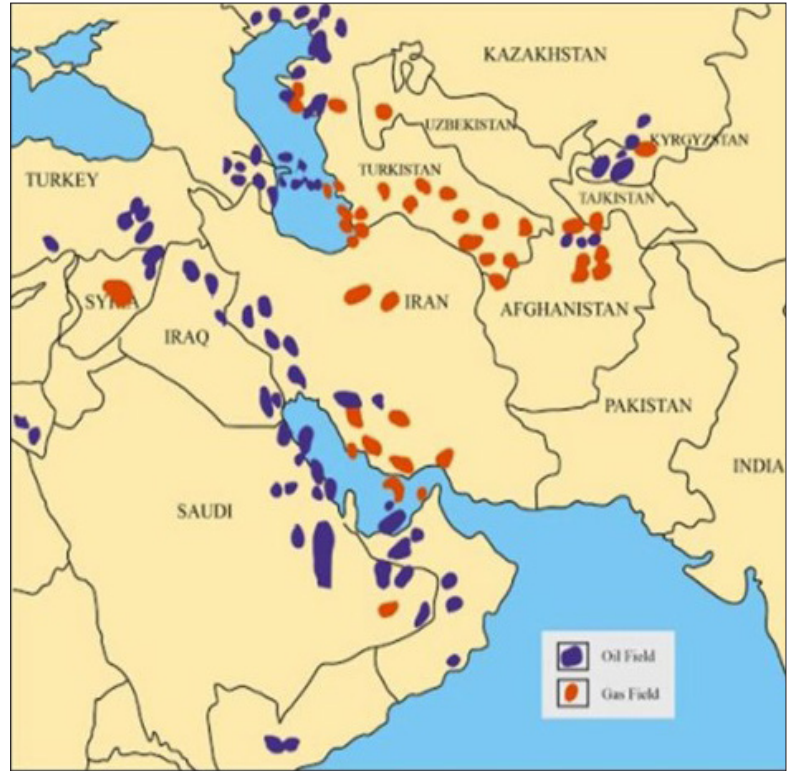 KAZAKHSTAN
UZBEKISTAN
KYRGYZSTAN
TURKISTAN
TURKEY
TAJKISTAN
SYRIA
IRAN
AFGHANISTAN
IRAQ
PAKISTAN
INDIA
SAUDI
Oil Field
Gas Field